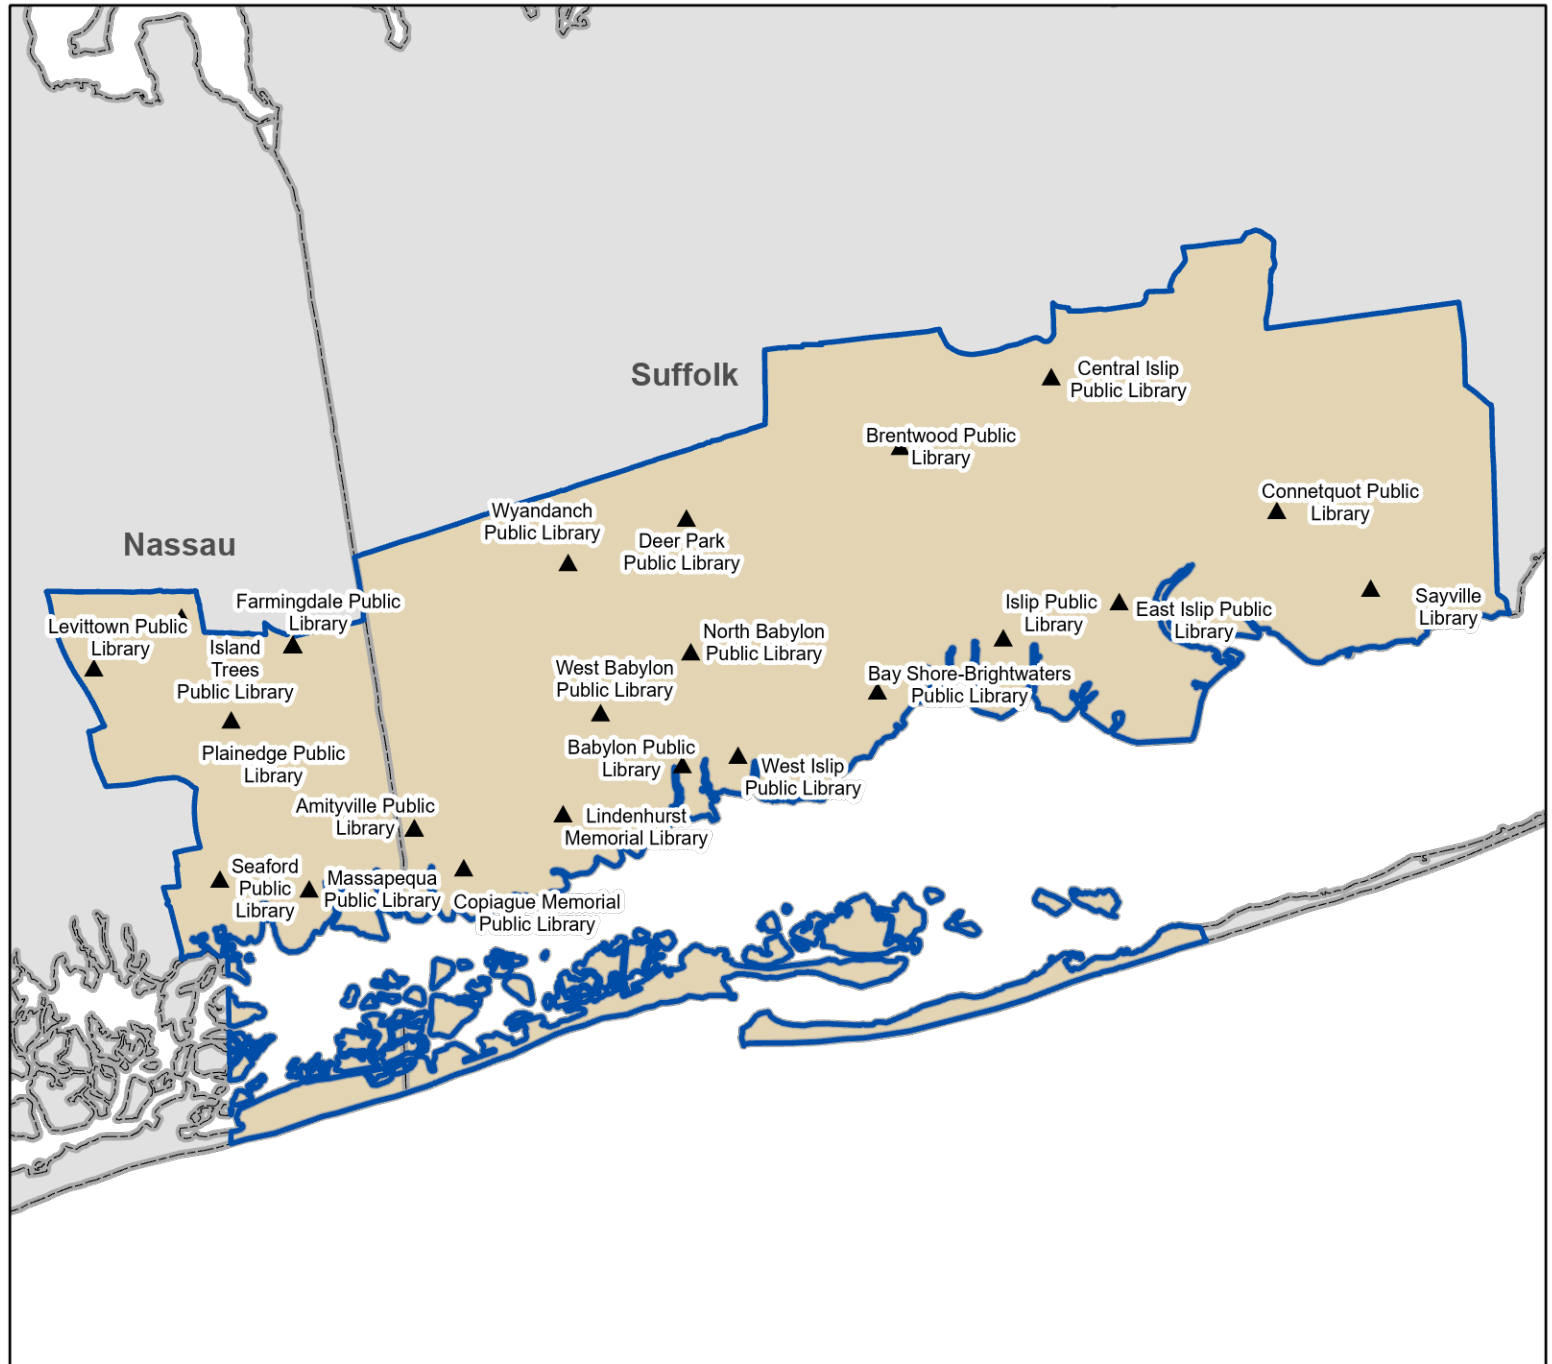 Suffolk
Central Islip
Public Library
Brentwood Public
Library
Connetquot Public
Library
Wyandanch
Public Library
Deer Park
Public Library
Nassau
Farmingdale Public
Library
Levittown Public
Library
Island
Trees
Public Library
Sayville
Library
Islip Public
Library
East Islip Public
Library
North Babylon
Public Library
West Babylon
Public Library
Bay Shore-Brightwaters
Public Library
Plainedge Public
Library
Babylon Public
Library
West Islip
Public Library
Amityville Public
Library
Lindenhurst
Memorial Library
Seaford
Public
Library
Massapequa
Public Library
Copiague Memorial
Public Library